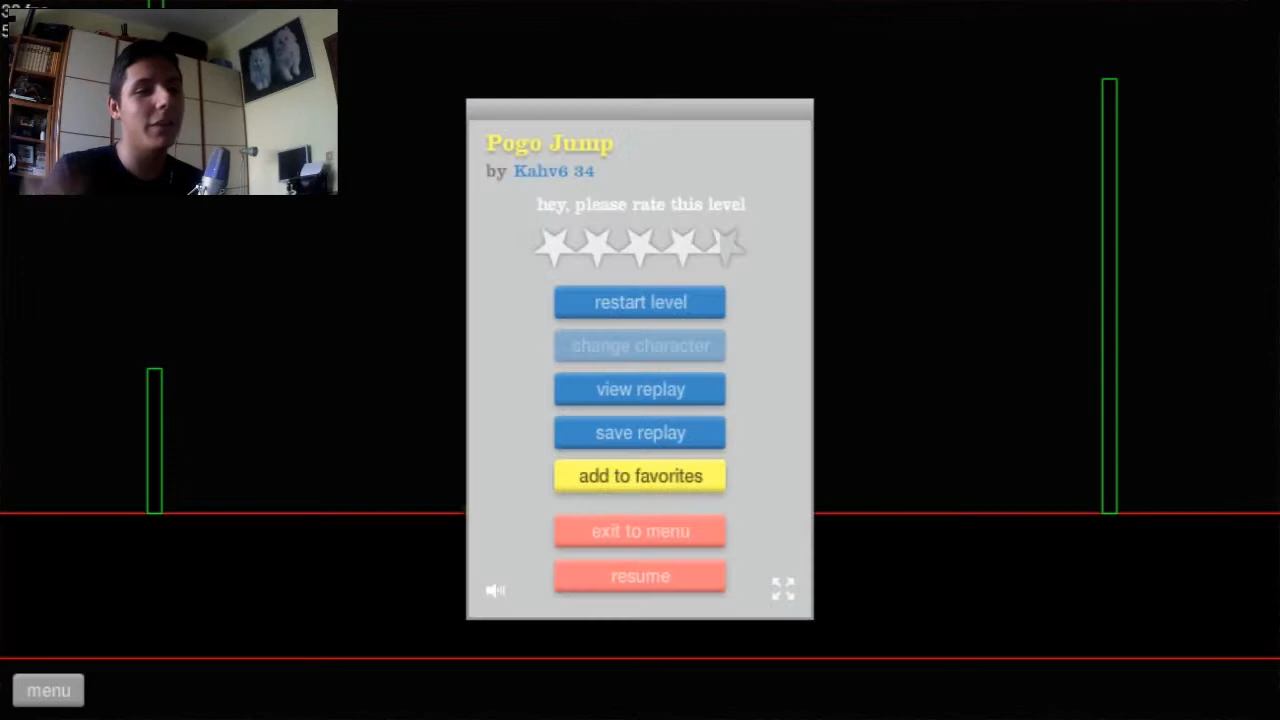 Pogo Jump
by Kahv6 34
hey, please rate this level
restart level
change character
view replay
save replay
add to favorites
exit to menu
resume
menu